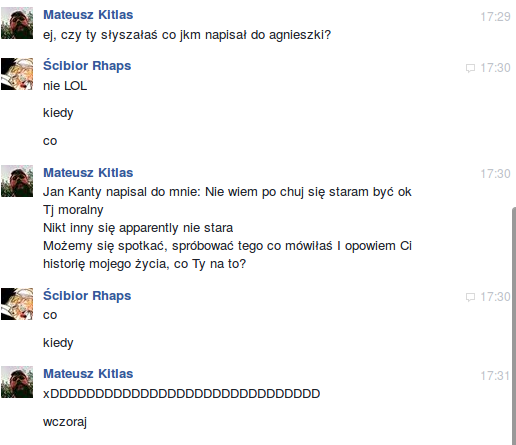 Mateusz Kitlas 17:29
ej, czy ty słyszałaś co jkm napisał do agnieszki?
Ścibior Rhaps 17:30
nie LOL
kiedy
co
Mateusz Kitlas 17:30
Jan Kanty napisal do mnie: Nie wiem po chuj się staram być ok
Tj moralny
Nikt inny się apparently nie stara
Możemy się spotkać, spróbować tego co mówiłaś I opowiem Ci
historię mojego życia, co Ty na to?
Ścibior Rhaps 17:30
co
kiedy
Mateusz Kitlas 17:31
xDDDDDDDDDDDDDDDDDDDDDDDDDDDDDD
wczoraj